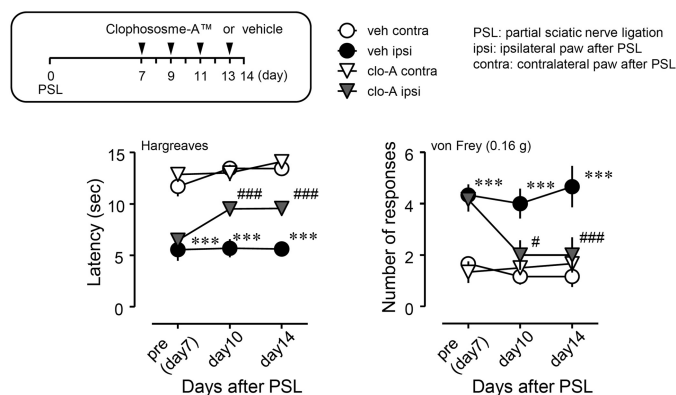 Clophososme-A™ or vehicle
0 7 9 11 13 14 (day)
PSL
veh contra
veh ipsi
clo-A contra
clo-A ipsi
PSL: partial sciatic nerve ligation
ipsi: ipsilateral paw after PSL
contra: contralateral paw after PSL
Hargreaves
Latency (sec)
15
10
5
0
###
###
***
***
***
pre (day7)
day10
day14
Days after PSL
von Frey (0.16 g)
Number of responses
6
4
2
0
***
***
***
#
###
pre (day7)
day10
day14
Days after PSL